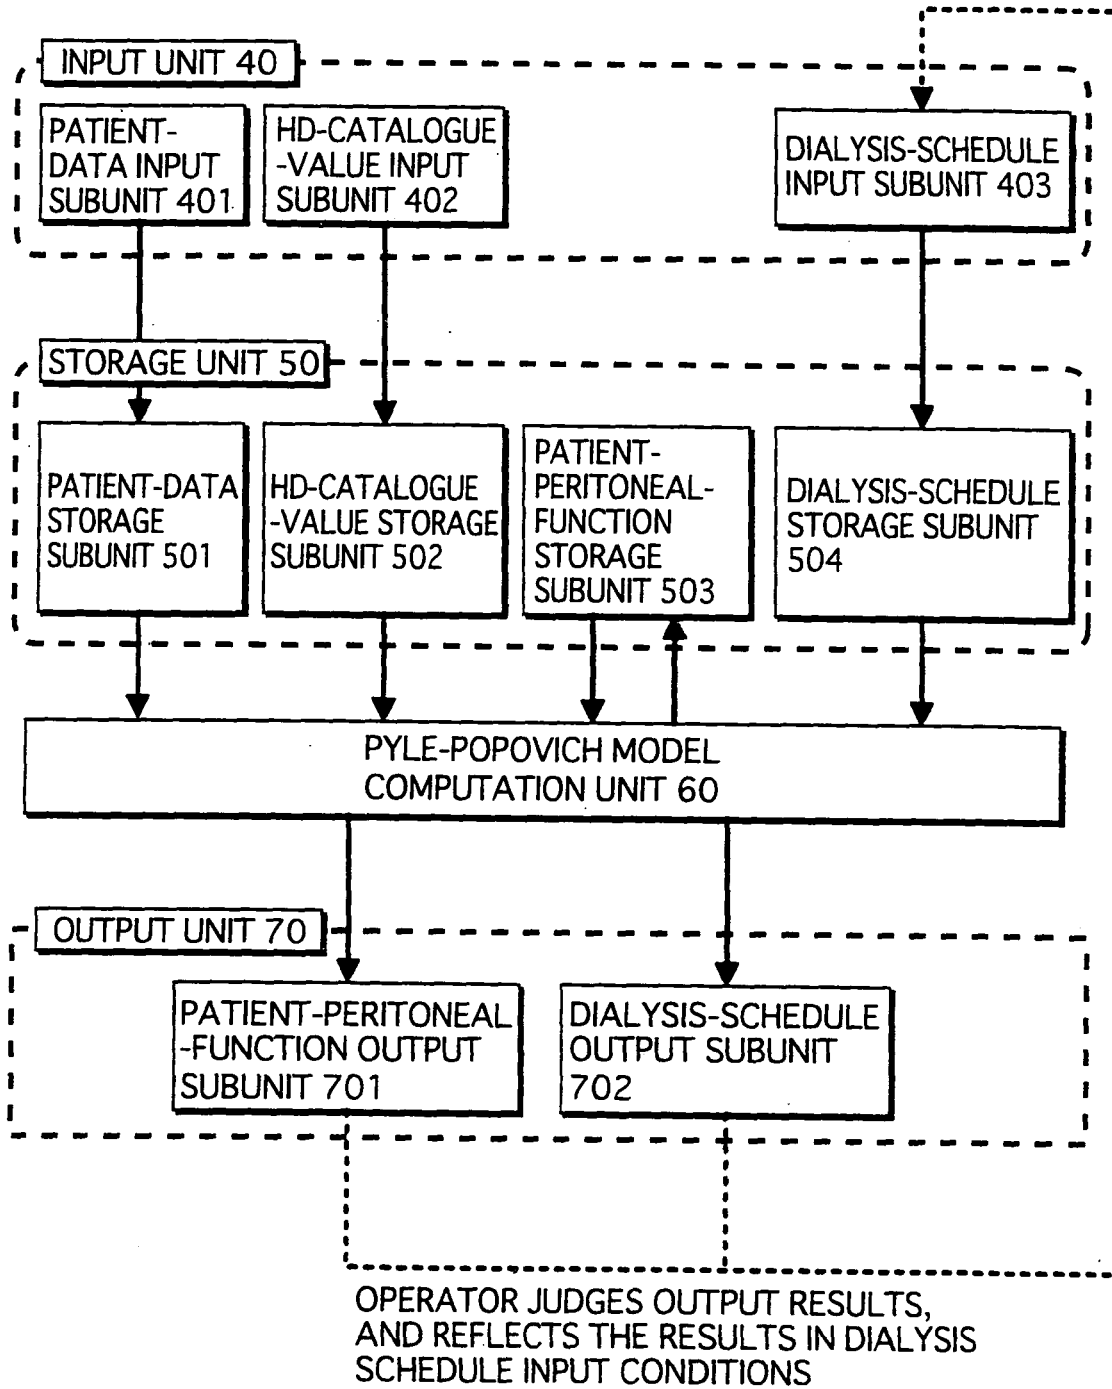 INPUT UNIT 40
PATIENT-
DATA INPUT
SUBUNIT 401
HD-CATALOGUE
-VALUE INPUT
SUBUNIT 402
DIALYSIS-SCHEDULE
INPUT SUBUNIT 403
STORAGE UNIT 50
PATIENT-DATA
STORAGE
SUBUNIT 501
HD-CATALOGUE
-VALUE STORAGE
SUBUNIT 502
PATIENT-
PERITONEAL-
FUNCTION
STORAGE
SUBUNIT 503
DIALYSIS-SCHEDULE
STORAGE SUBUNIT
504
PYLE-POPOVICH MODEL
COMPUTATION UNIT 60
OUTPUT UNIT 70
PATIENT-PERITONEAL
-FUNCTION OUTPUT
SUBUNIT 701
DIALYSIS-SCHEDULE
OUTPUT SUBUNIT
702
OPERATOR JUDGES OUTPUT RESULTS,
AND REFLECTS THE RESULTS IN DIALYSIS
SCHEDULE INPUT CONDITIONS